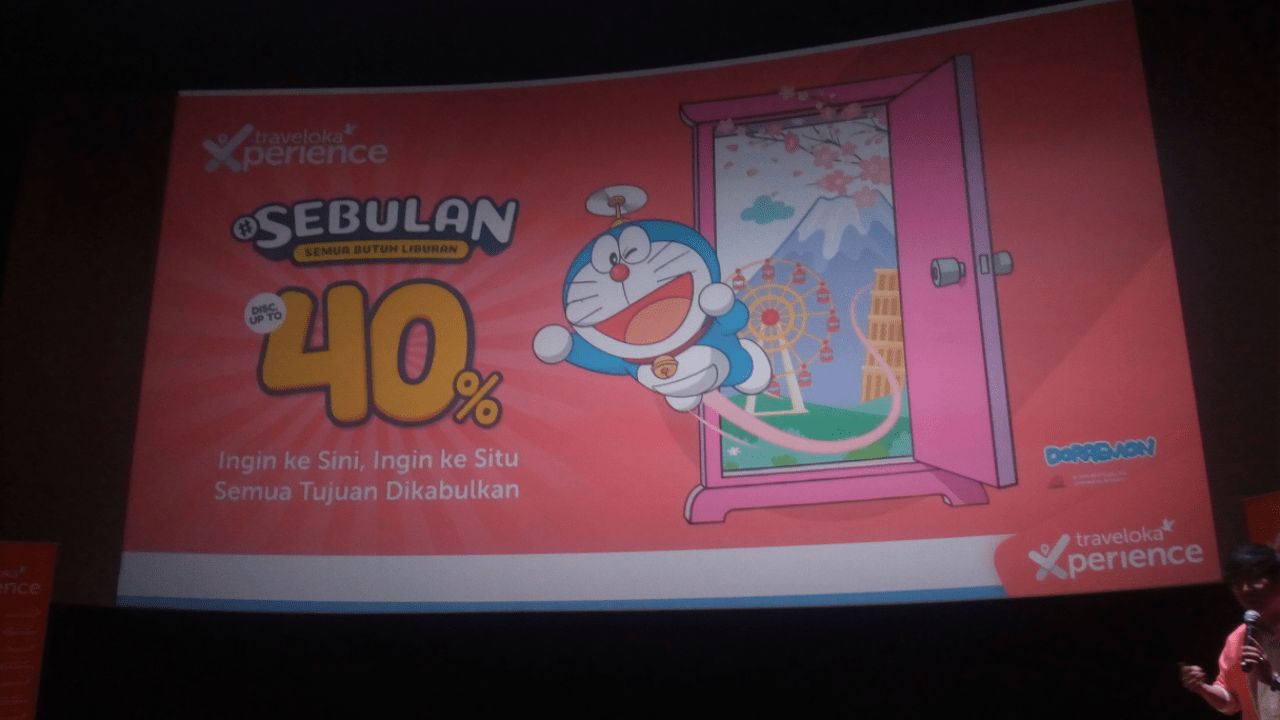 traveloka
Xperience
#SEBULAN
SEMUA BUTUH LIBURAN
DISC.
UP TO
40%
Ingin ke Sini, Ingin ke Situ
Semua Tujuan Dikabulkan
DORAEMON
traveloka
Xperience
ence